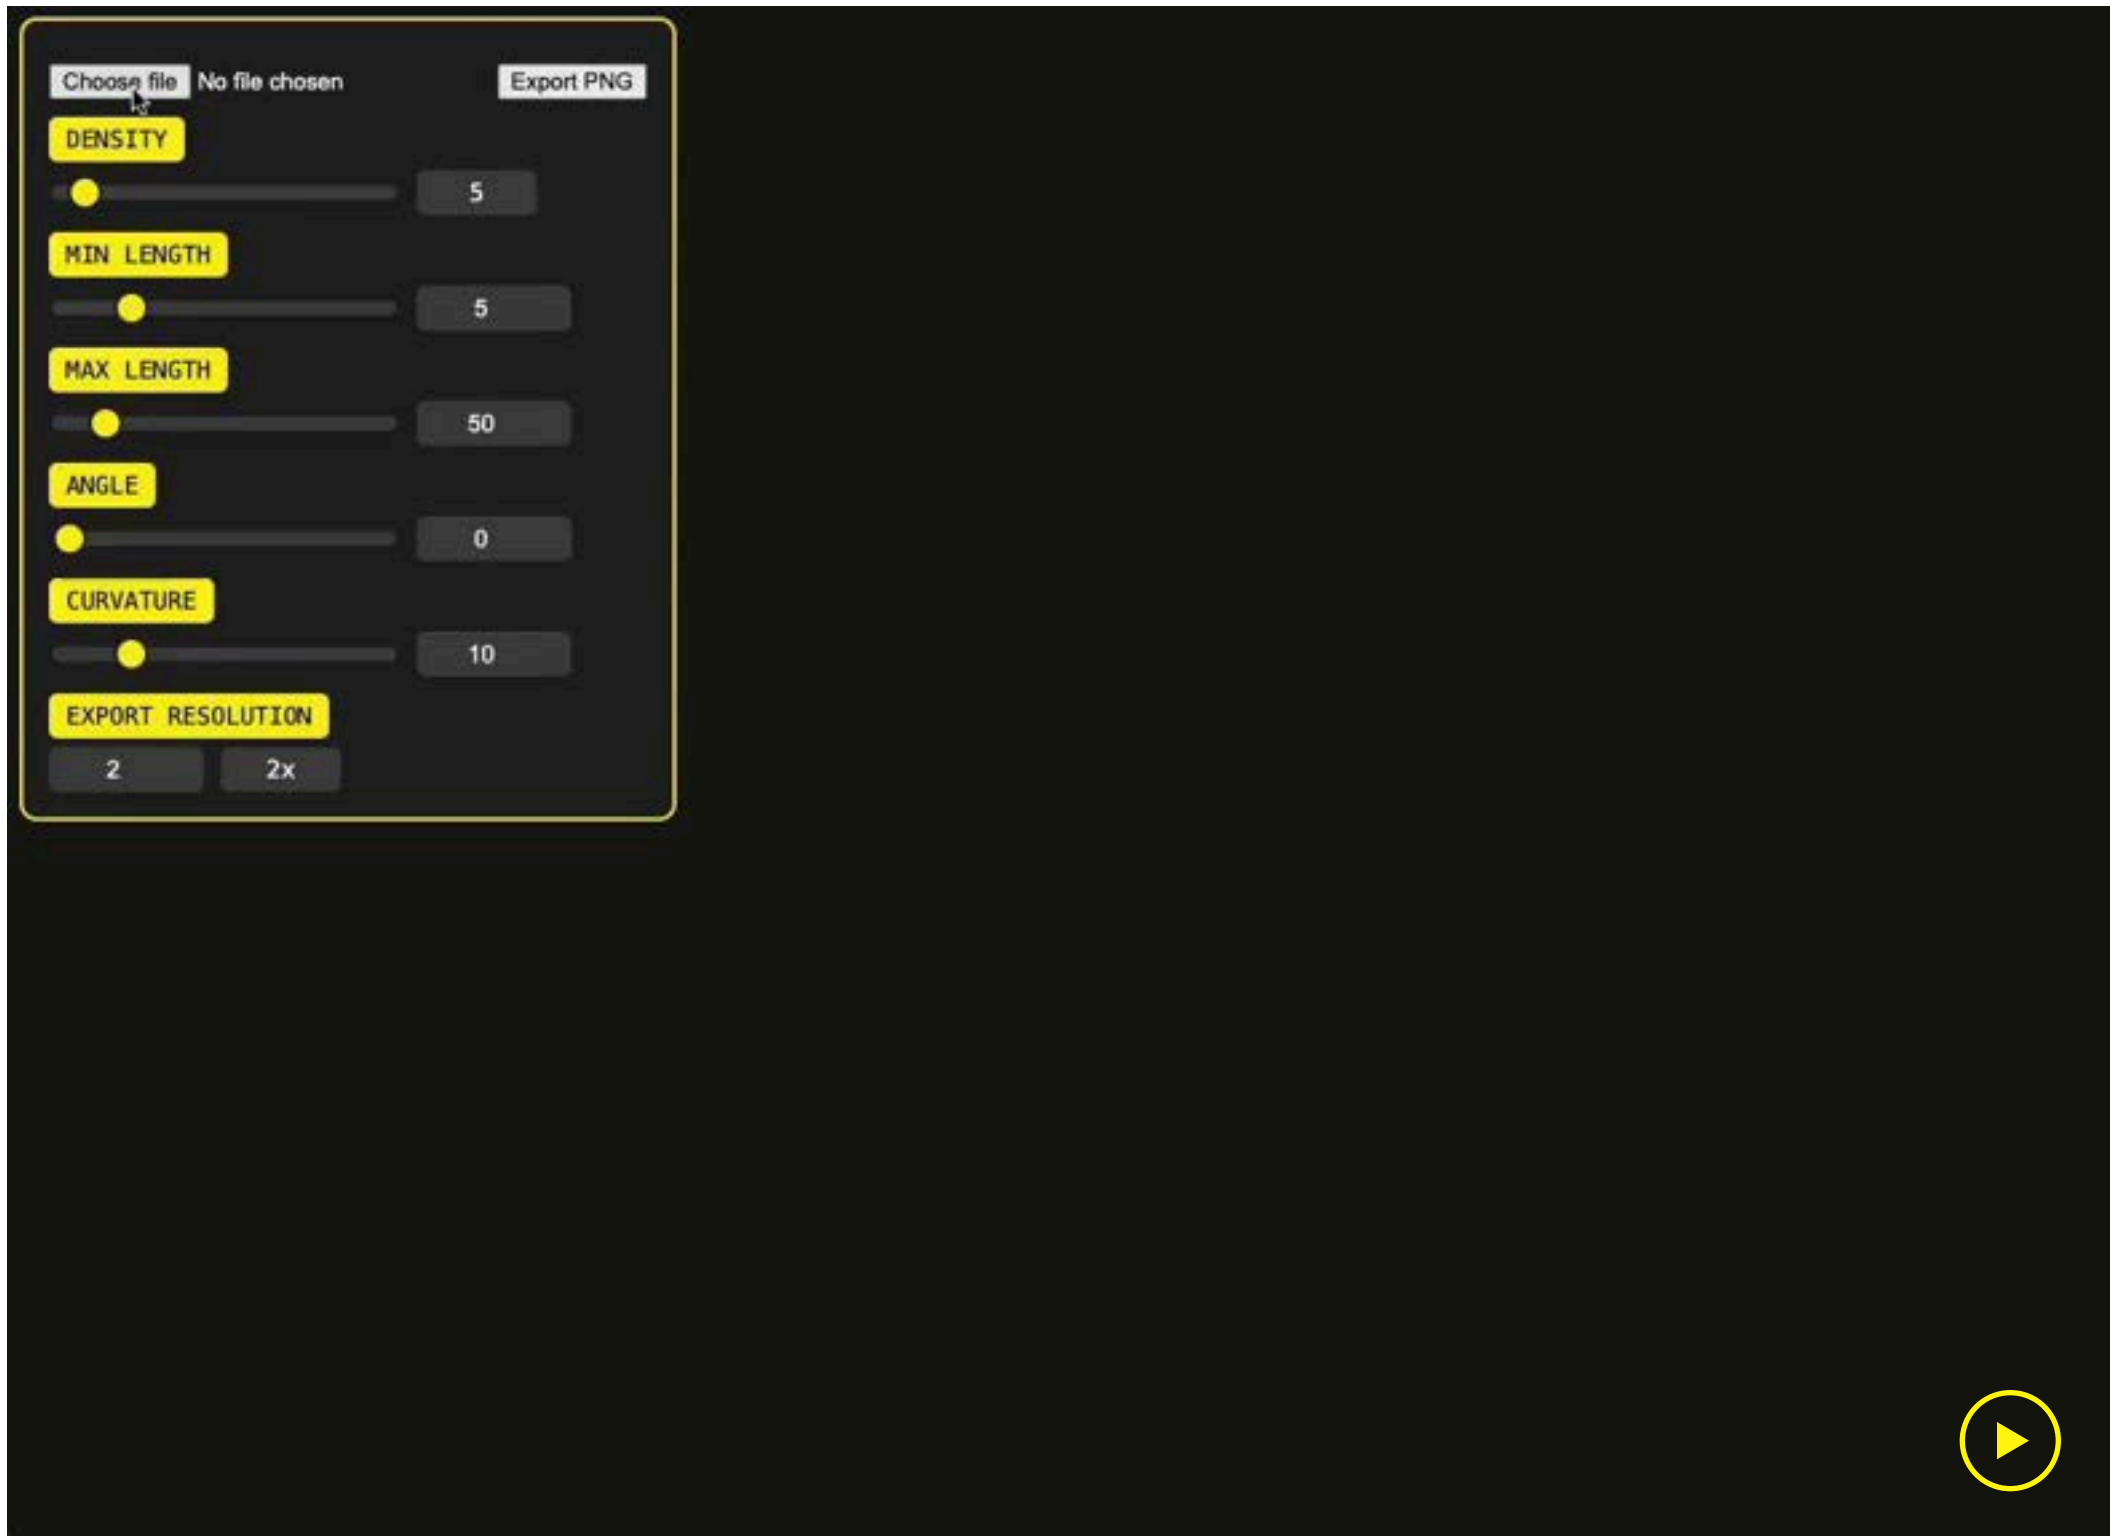 Choose file No file chosen Export PNG
DENSITY
5
MIN LENGTH
5
MAX LENGTH
50
ANGLE
0
CURVATURE
10
EXPORT RESOLUTION
2 2x